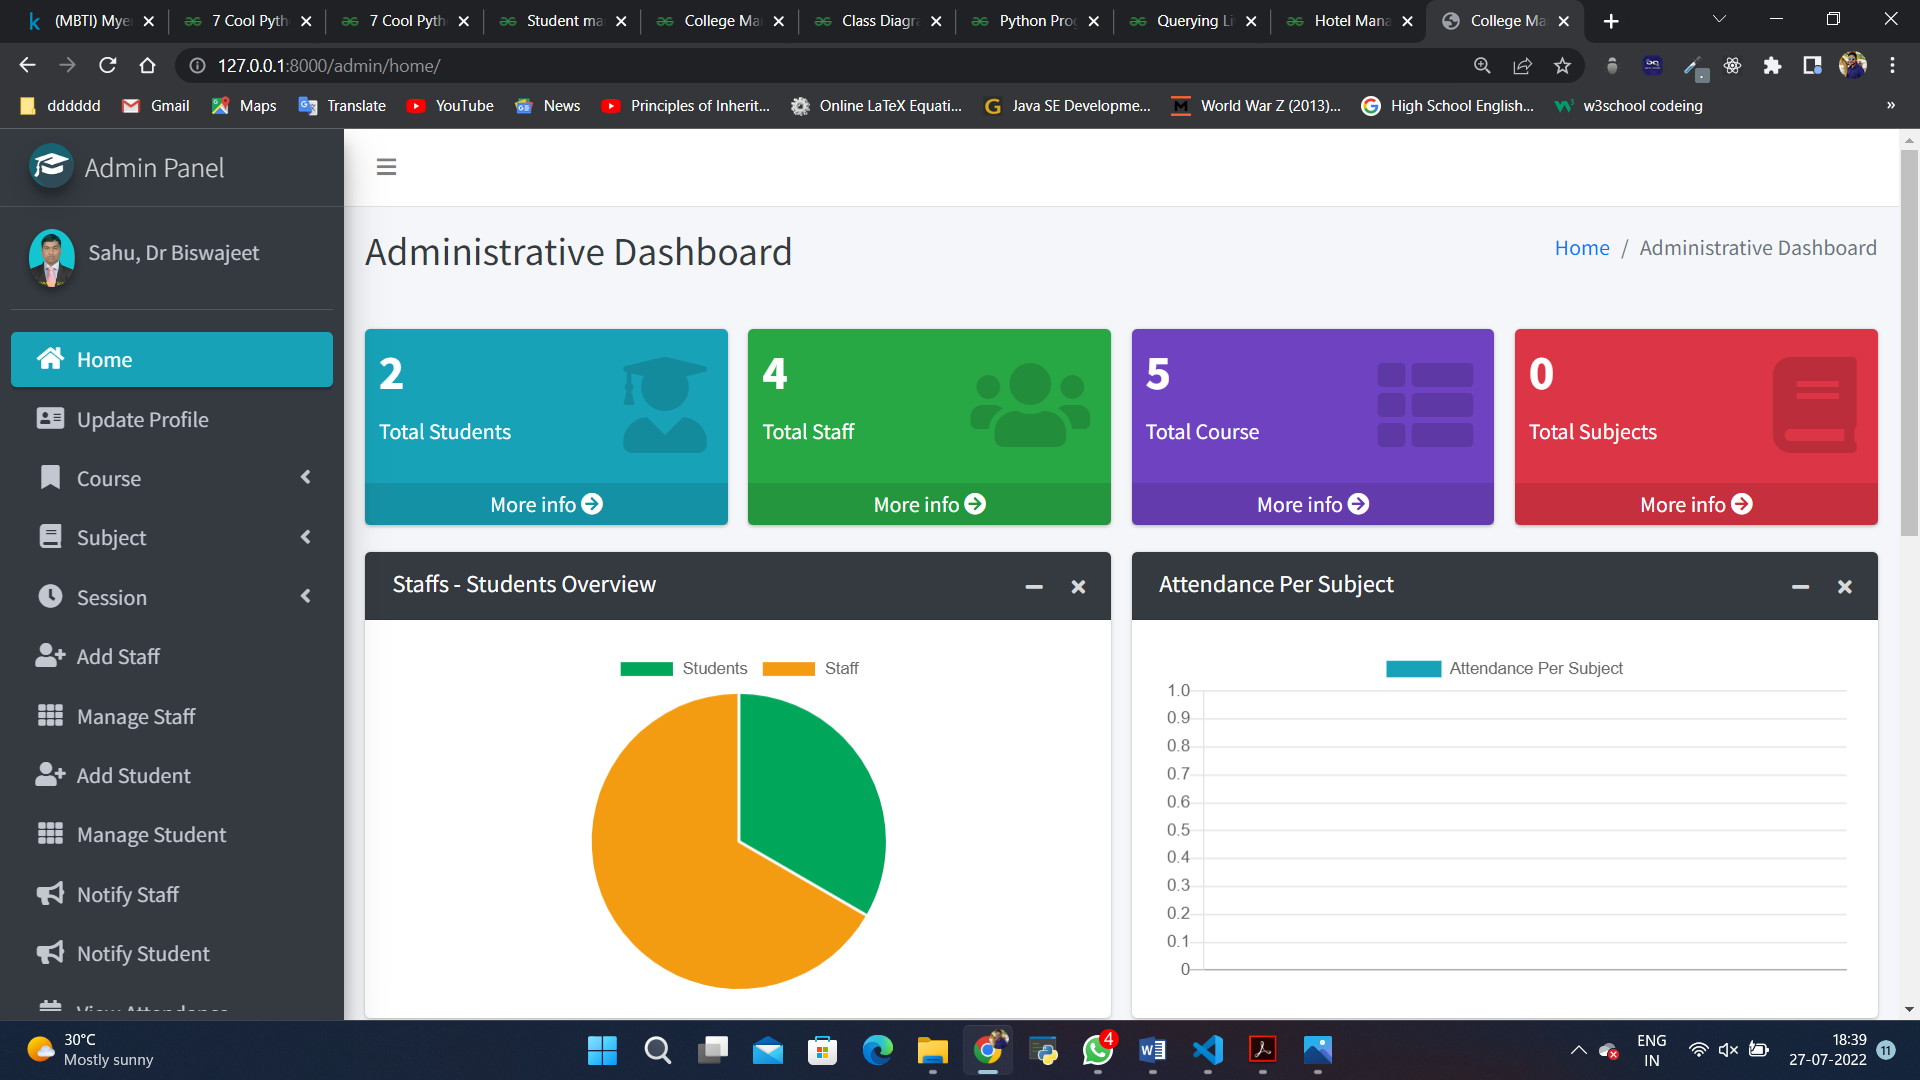 (MBTI) Mye
7 Cool Pyth
7 Cool Pyth
Student ma
College Ma
Class Diagra
Python Pro
Querying Li
Hotel Mana
College Ma
127.0.0.1:8000/admin/home/
dddddd
Gmail
Maps
Translate
YouTube
News
Principles of Inherit...
Online LaTeX Equati...
Java SE Developme...
World War Z (2013)...
High School English...
w3school codeing
»
Admin Panel
Sahu, Dr Biswajeet
Home
Update Profile
Course
Subject
Session
Add Staff
Manage Staff
Add Student
Manage Student
Notify Staff
Notify Student
View Attendance
Administrative Dashboard
Home / Administrative Dashboard
2
Total Students
More info
4
Total Staff
More info
5
Total Course
More info
0
Total Subjects
More info
Staffs - Students Overview
Students
Staff
Attendance Per Subject
Attendance Per Subject
1.0
0.9
0.8
0.7
0.6
0.5
0.4
0.3
0.2
0.1
0
30°C
Mostly sunny
4
ENG
IN
18:39
27-07-2022
11